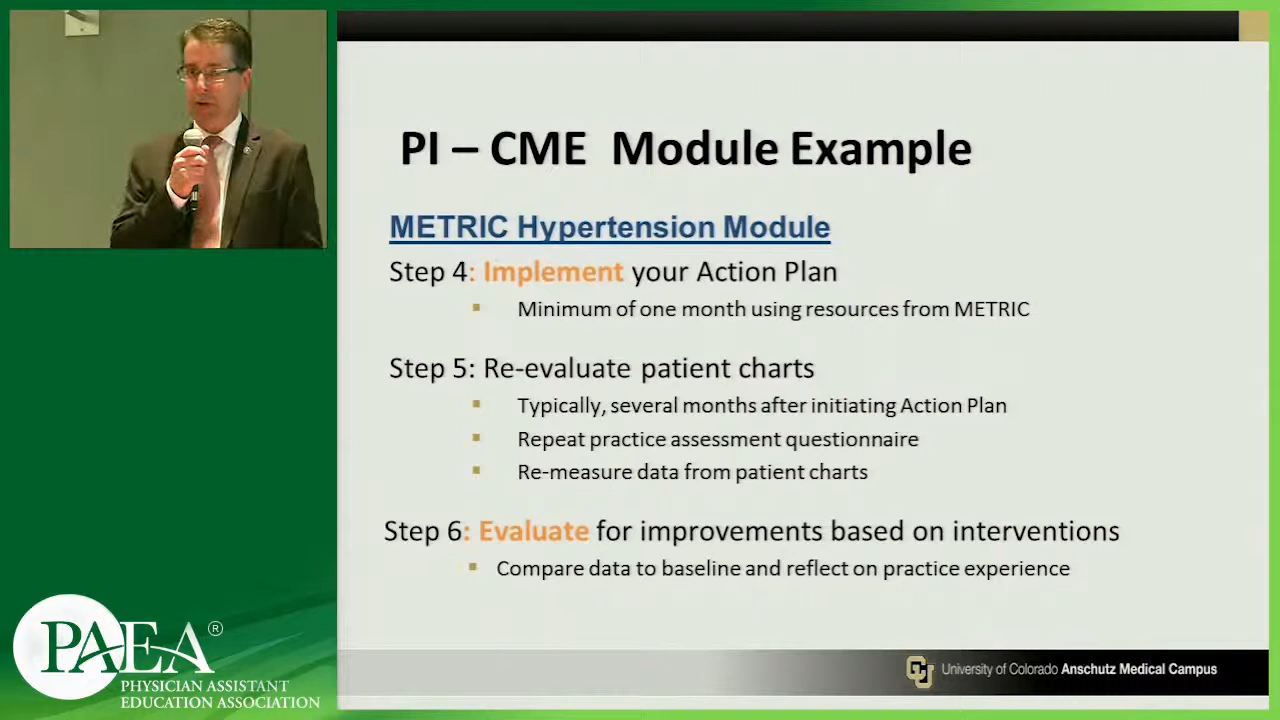 PI – CME Module Example
METRIC Hypertension Module
Step 4: Implement your Action Plan
Minimum of one month using resources from METRIC
Step 5: Re-evaluate patient charts
Typically, several months after initiating Action Plan
Repeat practice assessment questionnaire
Re-measure data from patient charts
Step 6: Evaluate for improvements based on interventions
Compare data to baseline and reflect on practice experience
PAEA®
PHYSICIAN ASSISTANT
EDUCATION ASSOCIATION
CU University of Colorado Anschutz Medical Campus